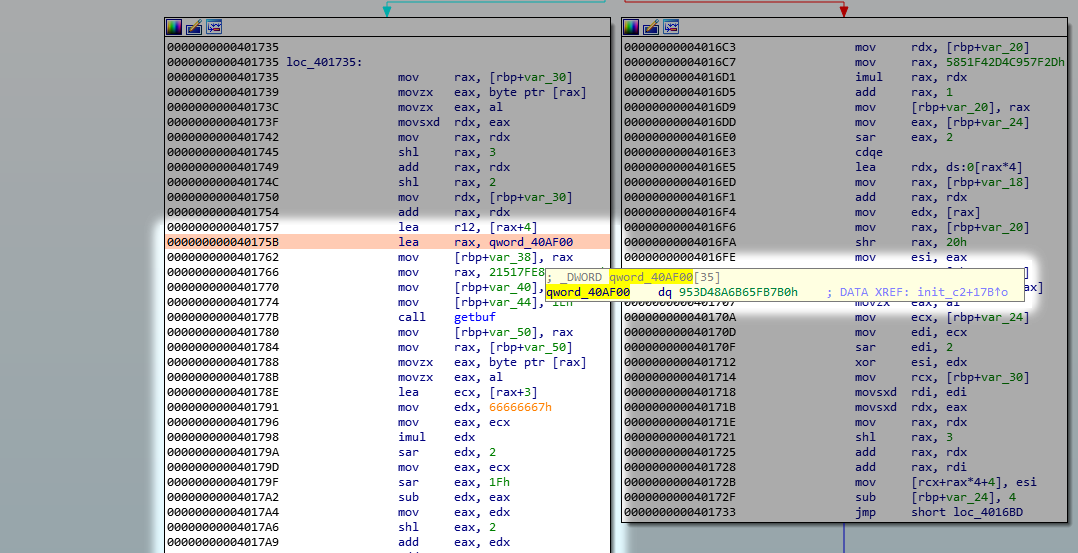 0000000000401735
0000000000401735 loc_401735:
0000000000401735 mov rax, [rbp+var_30]
0000000000401739 movzx eax, byte ptr [rax]
000000000040173C movzx eax, al
000000000040173F movsxd rdx, eax
0000000000401742 mov rax, rdx
0000000000401745 shl rax, 3
0000000000401749 add rax, rdx
000000000040174C shl rax, 2
0000000000401750 mov rdx, [rbp+var_30]
0000000000401754 add rax, rdx
0000000000401757 lea r12, [rax+4]
000000000040175B lea rax, qword_40AF00
0000000000401762 mov [rbp+var_38], rax
0000000000401766 mov rax, 21517FE8
0000000000401770 mov [rbp+var_40],
0000000000401774 mov [rbp+var_44], 1Eh
000000000040177B call getbuf
0000000000401780 mov [rbp+var_50], rax
0000000000401784 mov rax, [rbp+var_50]
0000000000401788 movzx eax, byte ptr [rax]
000000000040178B movzx eax, al
000000000040178E lea ecx, [rax+3]
0000000000401791 mov edx, 66666667h
0000000000401796 mov eax, ecx
0000000000401798 imul edx
000000000040179A sar edx, 2
000000000040179D mov eax, ecx
000000000040179F sar eax, 1Fh
00000000004017A2 sub edx, eax
00000000004017A4 mov eax, edx
00000000004017A6 shl eax, 2
00000000004017A9 add eax, edx
; _DWORD qword_40AF00[35]
qword_40AF00 dq 953D48A6B65FB7B0h ; DATA XREF: init_c2+17B↑o
00000000004016C3 mov rdx, [rbp+var_20]
00000000004016C7 mov rax, 5851F42D4C957F2Dh
00000000004016D1 imul rax, rdx
00000000004016D5 add rax, 1
00000000004016D9 mov [rbp+var_20], rax
00000000004016DD mov eax, [rbp+var_24]
00000000004016E0 sar eax, 2
00000000004016E3 cdqe
00000000004016E5 lea rdx, ds:0[rax*4]
00000000004016ED mov rax, [rbp+var_18]
00000000004016F1 add rax, rdx
00000000004016F4 mov edx, [rax]
00000000004016F6 mov rax, [rbp+var_20]
00000000004016FA shr rax, 20h
00000000004016FE mov esi, eax
000000000040170A mov ecx, [rbp+var_24]
000000000040170D mov edi, ecx
000000000040170F sar edi, 2
0000000000401712 xor esi, edx
0000000000401714 mov rcx, [rbp+var_30]
0000000000401718 movsxd rdi, edi
000000000040171B movsxd rdx, eax
000000000040171E mov rax, rdx
0000000000401721 shl rax, 3
0000000000401725 add rax, rdx
0000000000401728 add rax, rdi
000000000040172B mov [rcx+rax*4+4], esi
000000000040172F sub [rbp+var_24], 4
0000000000401733 jmp short loc_4016BD